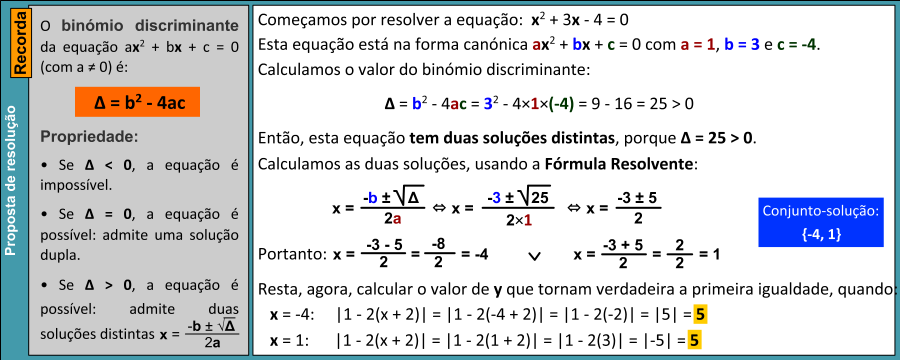 Proposta de resolução
Recorda
O binómio discriminante
da equação ax² + bx + c = 0
(com a ≠ 0) é:
Δ = b² - 4ac
Propriedade:
• Se Δ < 0, a equação é
impossível.
• Se Δ = 0, a equação é
possível: admite uma solução
dupla.
• Se Δ > 0, a equação é
possível: admite duas
soluções distintas x = (-b ± √Δ)/(2a)
Começamos por resolver a equação: x² + 3x - 4 = 0
Esta equação está na forma canónica ax² + bx + c = 0 com a = 1, b = 3 e c = -4.
Calculamos o valor do binómio discriminante:
Δ = b² - 4ac = 3² - 4×1×(-4) = 9 - 16 = 25 > 0
Então, esta equação tem duas soluções distintas, porque Δ = 25 > 0.
Calculamos as duas soluções, usando a Fórmula Resolvente:
x = (-b ± √Δ)/(2a) ⇔ x = (-3 ± √25)/(2×1) ⇔ x = (-3 ± 5)/2
Portanto: x = (-3 - 5)/2 = (-8)/2 = -4 ∨ x = (-3 + 5)/2 = 2/2 = 1
Conjunto-solução:
{-4, 1}
Resta, agora, calcular o valor de y que tornam verdadeira a primeira igualdade, quando:
x = -4: |1 - 2(x + 2)| = |1 - 2(-4 + 2)| = |1 - 2(-2)| = |5| = 5
x = 1: |1 - 2(x + 2)| = |1 - 2(1 + 2)| = |1 - 2(3)| = |-5| = 5